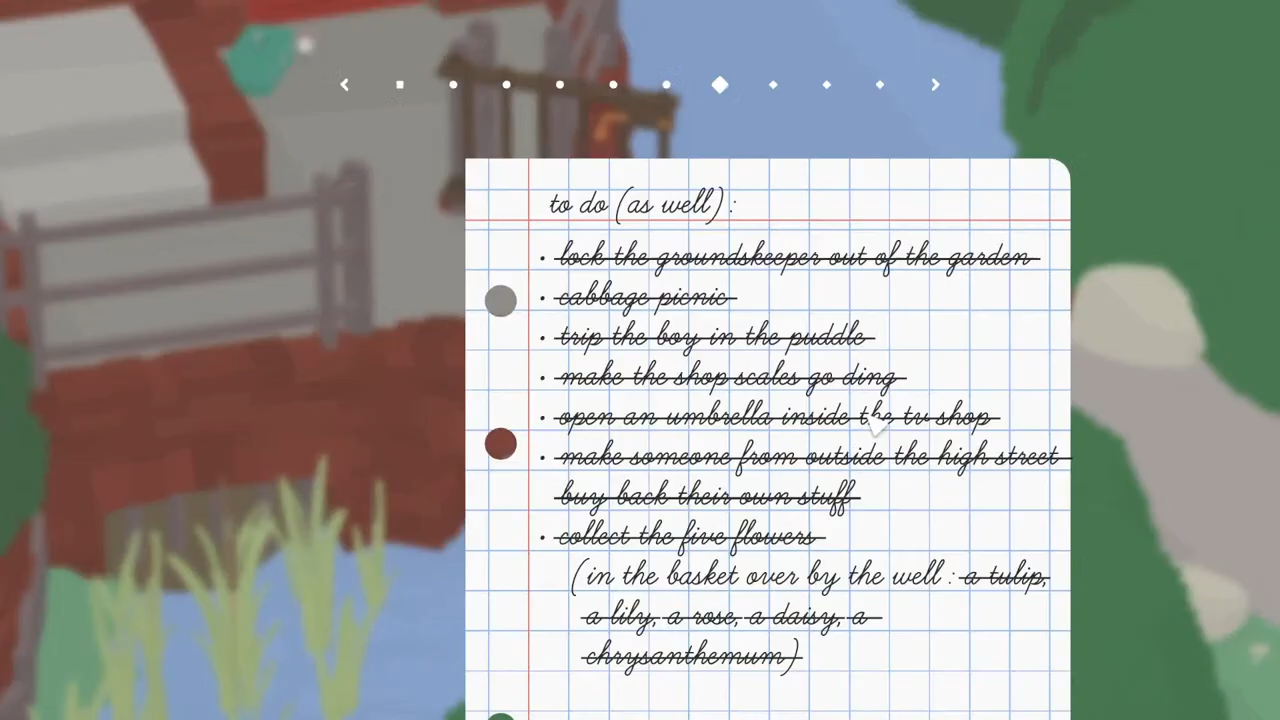 to do (as well) :
• lock the groundskeeper out of the garden
• cabbage picnic
• trip the boy in the puddle
• make the shop scales go ding
• open an umbrella inside the tv shop
• make someone from outside the high street
buy back their own stuff
• collect the five flowers
(in the basket over by the well : a tulip,
a lily, a rose, a daisy, a
chrysanthemum)